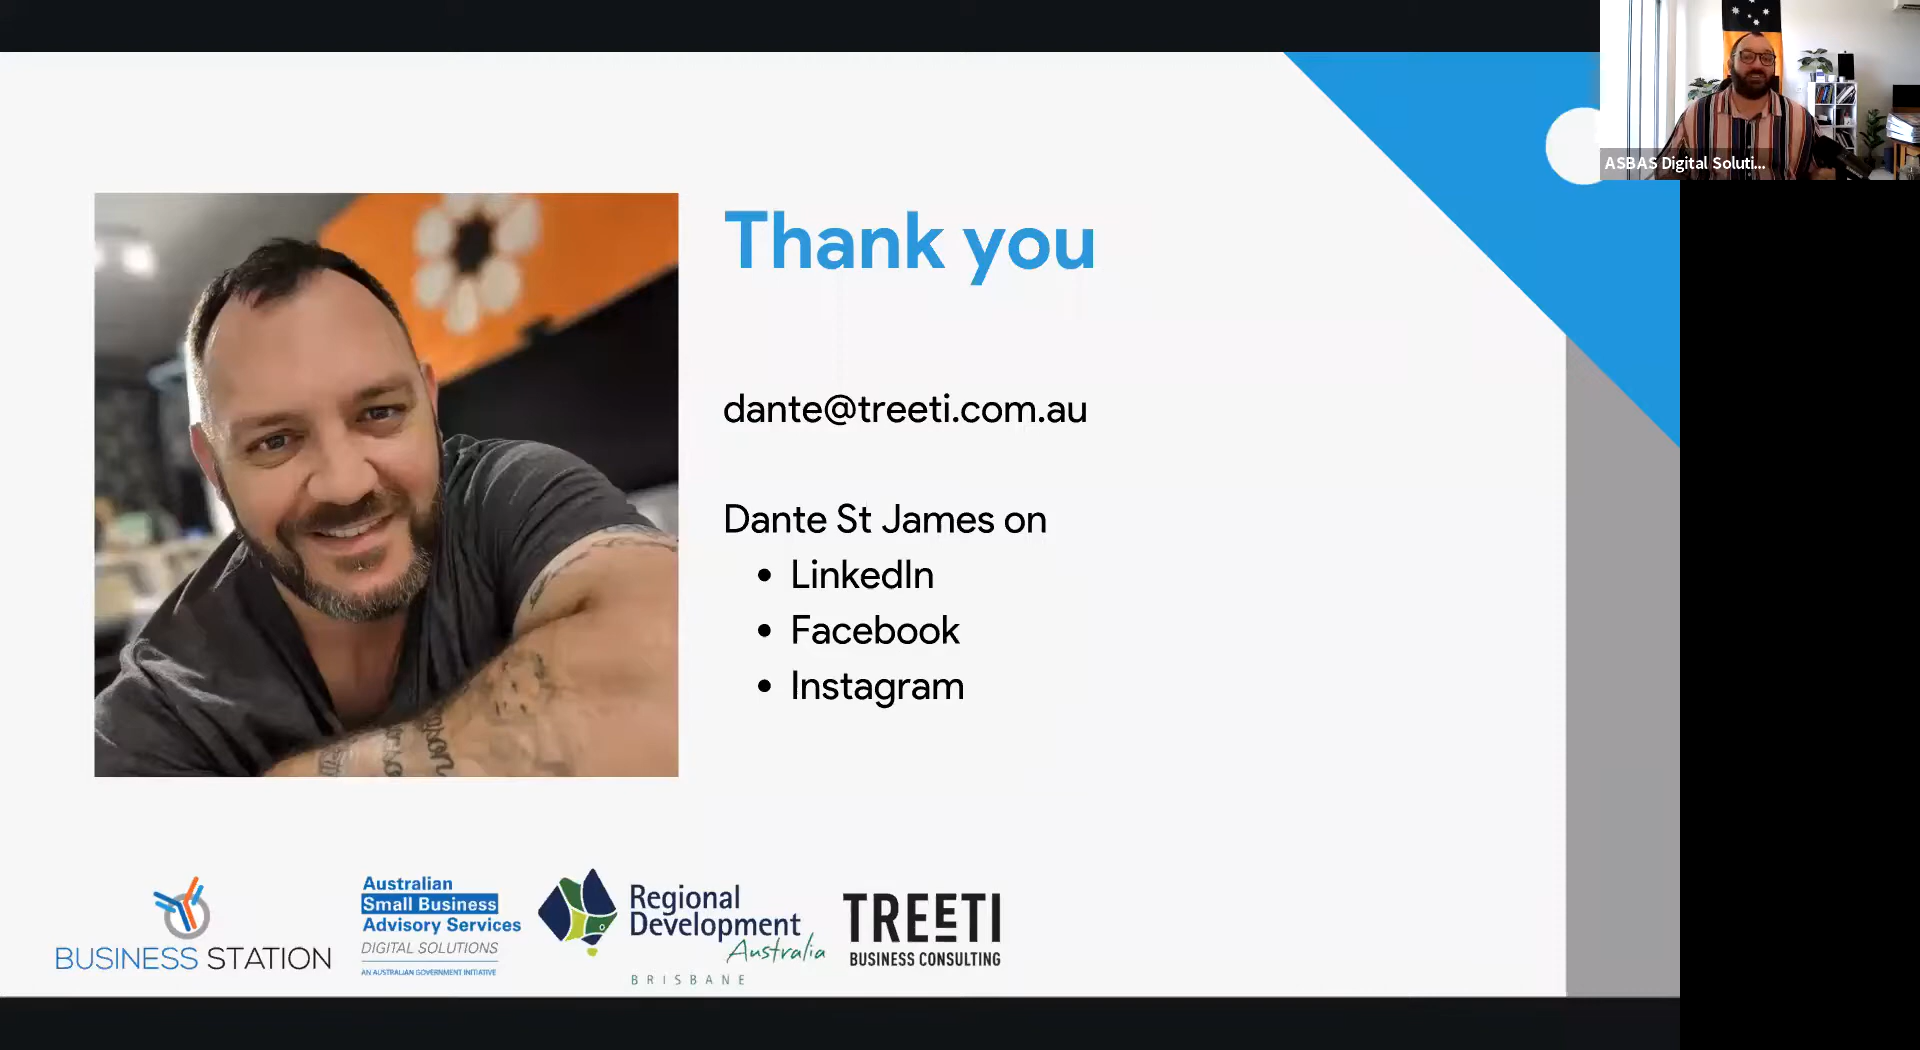 Thank you
dante@treeti.com.au
Dante St James on
• LinkedIn
• Facebook
• Instagram
BUSINESS STATION
Australian
Small Business
Advisory Services
DIGITAL SOLUTIONS
AN AUSTRALIAN GOVERNMENT INITIATIVE
Regional
Development
Australia
BRISBANE
TREETI
BUSINESS CONSULTING
ASBAS Digital Soluti...